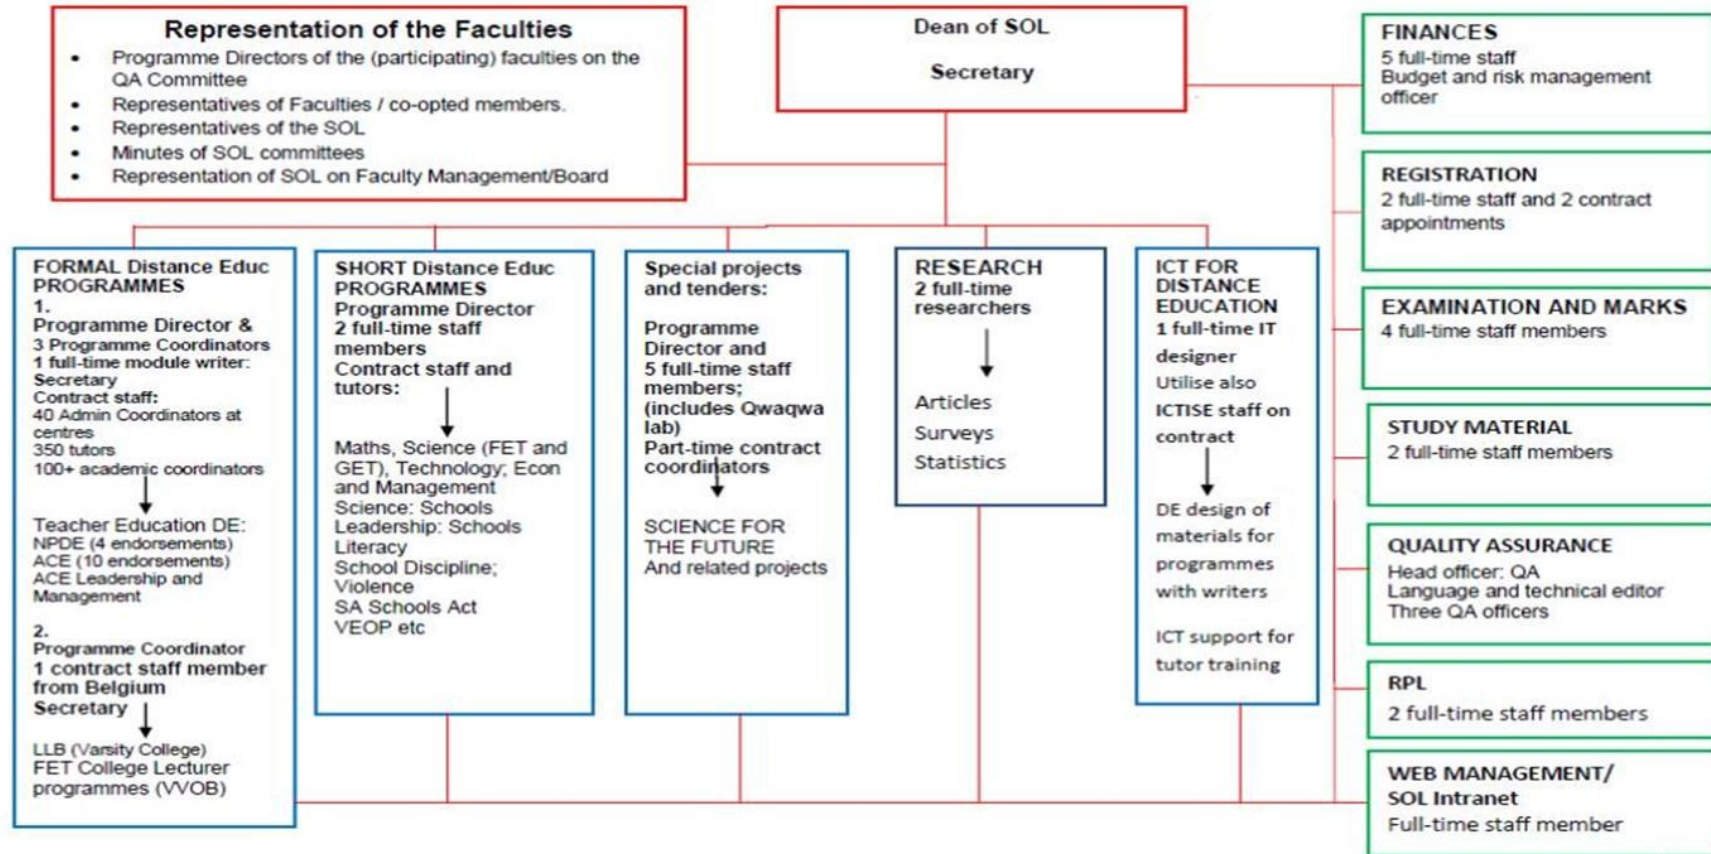 Representation of the Faculties
• Programme Directors of the (participating) faculties on the
QA Committee
• Representatives of Faculties / co-opted members.
• Representatives of the SOL
• Minutes of SOL committees
• Representation of SOL on Faculty Management/Board
Dean of SOL
Secretary
FINANCES
5 full-time staff
Budget and risk management
officer
REGISTRATION
2 full-time staff and 2 contract
appointments
EXAMINATION AND MARKS
4 full-time staff members
STUDY MATERIAL
2 full-time staff members
QUALITY ASSURANCE
Head officer: QA
Language and technical editor
Three QA officers
RPL
2 full-time staff members
WEB MANAGEMENT/
SOL Intranet
Full-time staff member
FORMAL Distance Educ
PROGRAMMES
1.
Programme Director &
3 Programme Coordinators
1 full-time module writer:
Secretary
Contract staff:
40 Admin Coordinators at
centres
350 tutors
100+ academic coordinators
Teacher Education DE:
NPDE (4 endorsements)
ACE (10 endorsements)
ACE Leadership and
Management
2.
Programme Coordinator
1 contract staff member
from Belgium
Secretary
LLB (Varsity College)
FET College Lecturer
programmes (VVOB)
SHORT Distance Educ
PROGRAMMES
Programme Director
2 full-time staff
members
Contract staff and
tutors:
Maths, Science (FET and
GET), Technology; Econ
and Management
Science: Schools
Leadership: Schools
Literacy
School Discipline;
Violence
SA Schools Act
VEOP etc
Special projects
and tenders:
Programme
Director and
5 full-time staff
members;
(includes Qwaqwa
lab)
Part-time contract
coordinators
SCIENCE FOR
THE FUTURE
And related projects
RESEARCH
2 full-time
researchers
Articles
Surveys
Statistics
ICT FOR
DISTANCE
EDUCATION
1 full-time IT
designer
Utilise also
ICTISE staff on
contract
DE design of
materials for
programmes
with writers
ICT support for
tutor training